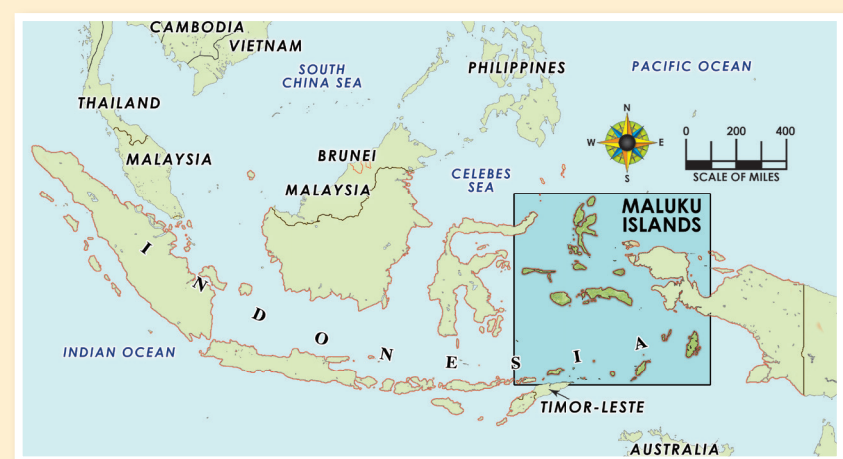 CAMBODIA
VIETNAM
SOUTH
CHINA SEA
PHILIPPINES
PACIFIC OCEAN
THAILAND
N
W
E
S
0 200 400
SCALE OF MILES
MALAYSIA
BRUNEI
MALAYSIA
CELEBES
SEA
MALUKU
ISLANDS
INDONESIA
INDIAN OCEAN
TIMOR-LESTE
AUSTRALIA